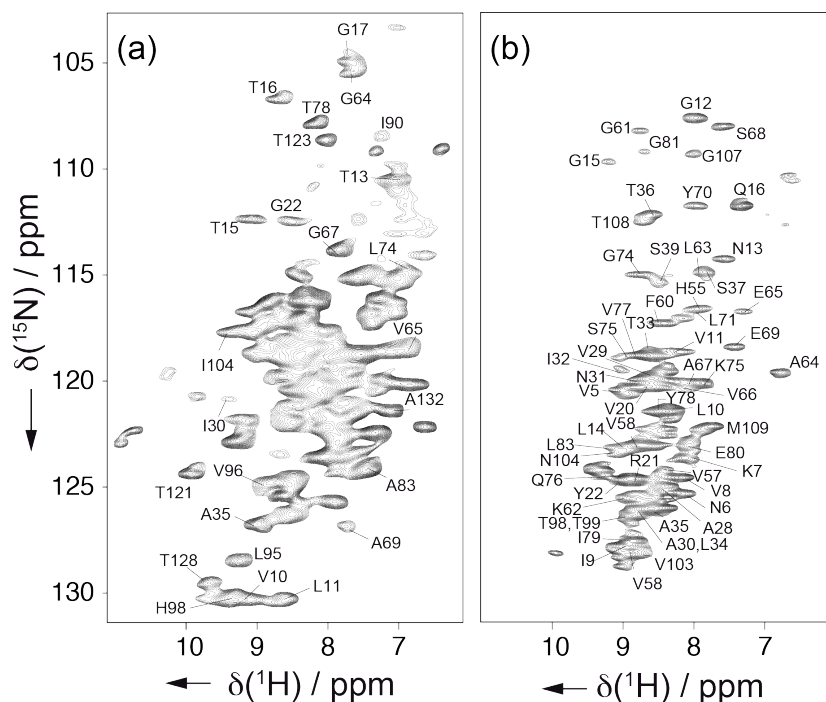 (a)
G17
105
G64
T16
T78
I90
T123
110
T13
G22
T15
G67
L74
115
V65
I104
120
A132
I30
V96
125
T121
A83
A35
A69
L95
T128
V10
L11
130
H98
10 9 8 7
δ(¹H) / ppm
δ(¹⁵N) / ppm
(b)
G12
G61
S68
G81
G15
G107
T36
Y70
Q16
T108
S39
L63
N13
G74
H55
S37
V77
F60
E65
S75
T33
L71
V11
E69
V29
I32
A67
K75
A64
N31
V5
Y78
V66
V20
L10
V58
L14
M109
L83
E80
N104
R21
K7
Q76
V57
Y22
V8
K62
N6
T98,T99
A35
A28
I79
A30,L34
I9
V103
V58
10 9 8 7
δ(¹H) / ppm